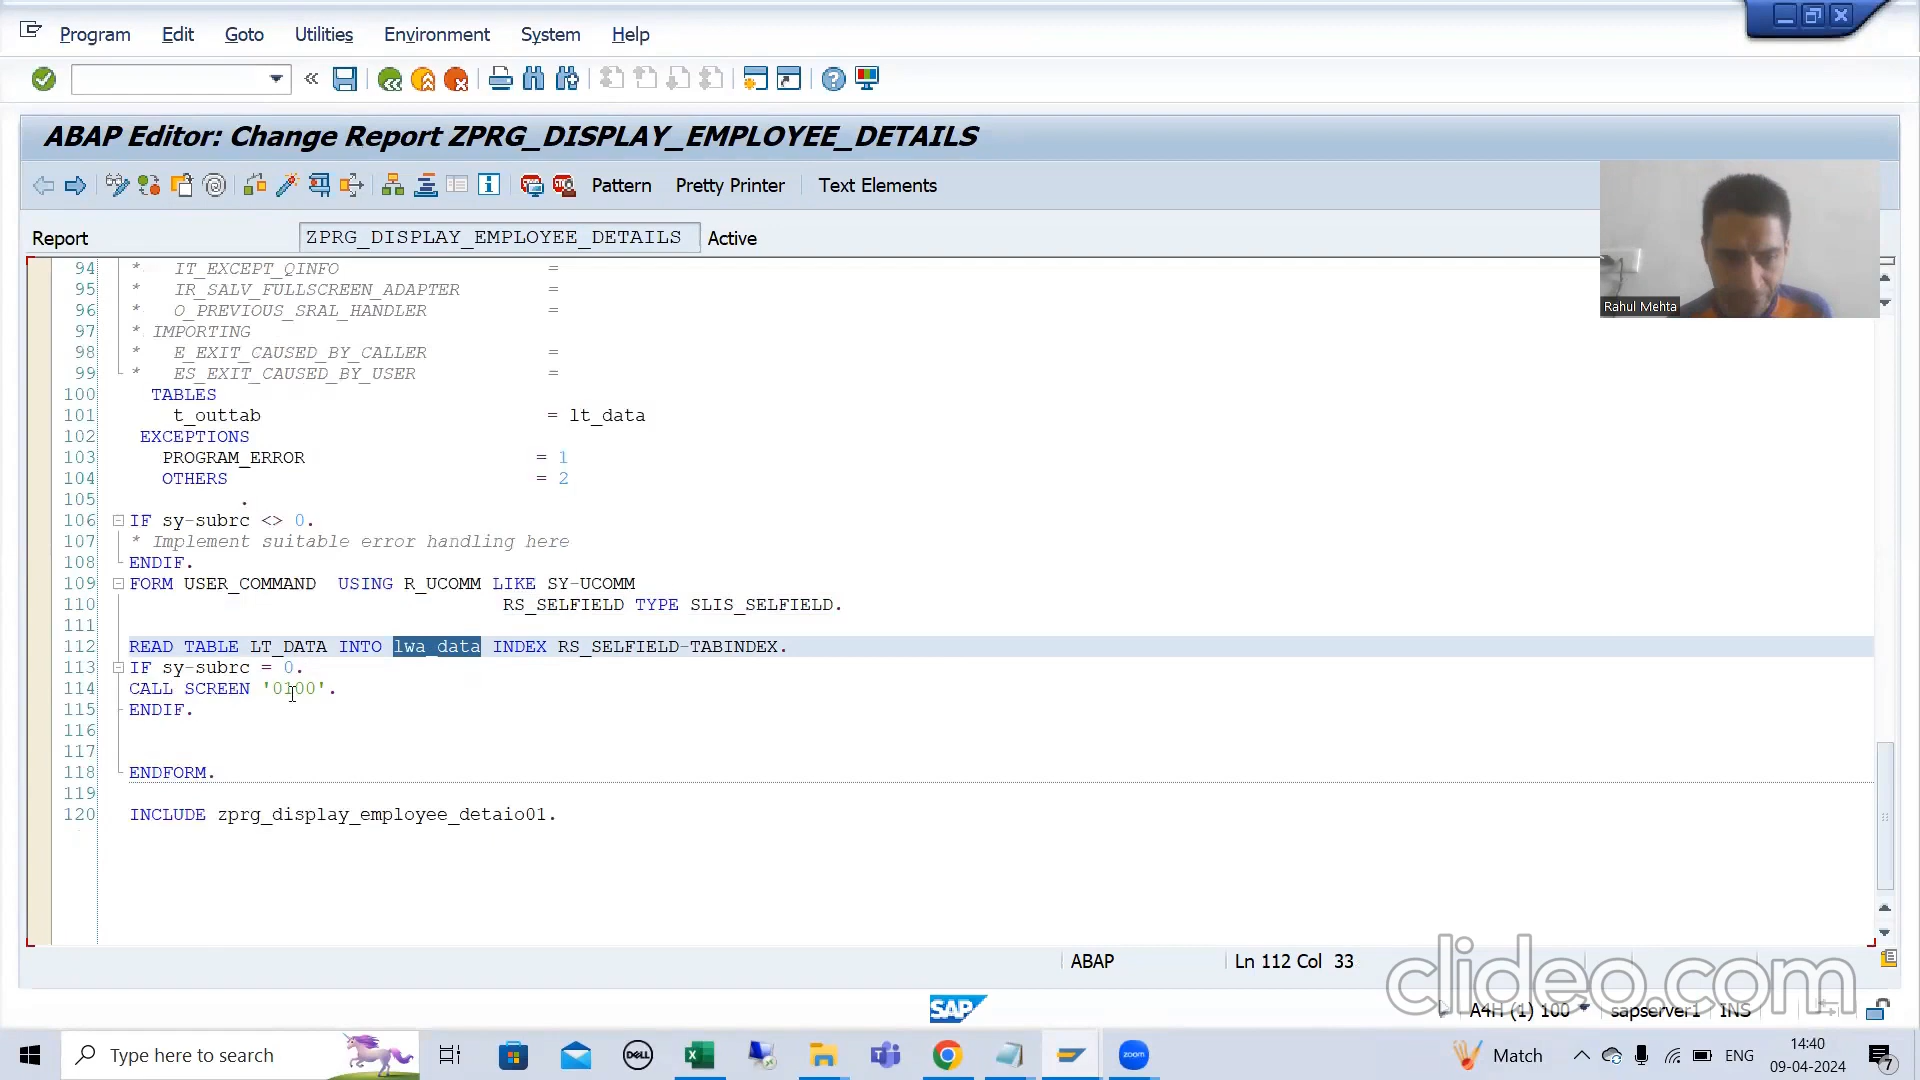 Program Edit Goto Utilities Environment System Help
ABAP Editor: Change Report ZPRG_DISPLAY_EMPLOYEE_DETAILS
Pattern Pretty Printer Text Elements
Report ZPRG_DISPLAY_EMPLOYEE_DETAILS Active
Rahul Mehta
94 * IT_EXCEPT_QINFO =
95 * IR_SALV_FULLSCREEN_ADAPTER =
96 * O_PREVIOUS_SRAL_HANDLER =
97 * IMPORTING
98 * E_EXIT_CAUSED_BY_CALLER =
99 * ES_EXIT_CAUSED_BY_USER =
100 TABLES
101 t_outtab = lt_data
102 EXCEPTIONS
103 PROGRAM_ERROR = 1
104 OTHERS = 2
105 .
106 IF sy-subrc <> 0.
107 * Implement suitable error handling here
108 ENDIF.
109 FORM USER_COMMAND USING R_UCOMM LIKE SY-UCOMM
110 RS_SELFIELD TYPE SLIS_SELFIELD.
111
112 READ TABLE LT_DATA INTO lwa_data INDEX RS_SELFIELD-TABINDEX.
113 IF sy-subrc = 0.
114 CALL SCREEN '0100'.
115 ENDIF.
116
117
118 ENDFORM.
119
120 INCLUDE zprg_display_employee_detaio01.
ABAP Ln 112 Col 33
clideo.com
SAP A4H (1) 100 sapserver1 INS
Type here to search DELL zoom Match ENG 14:40
09-04-2024 7